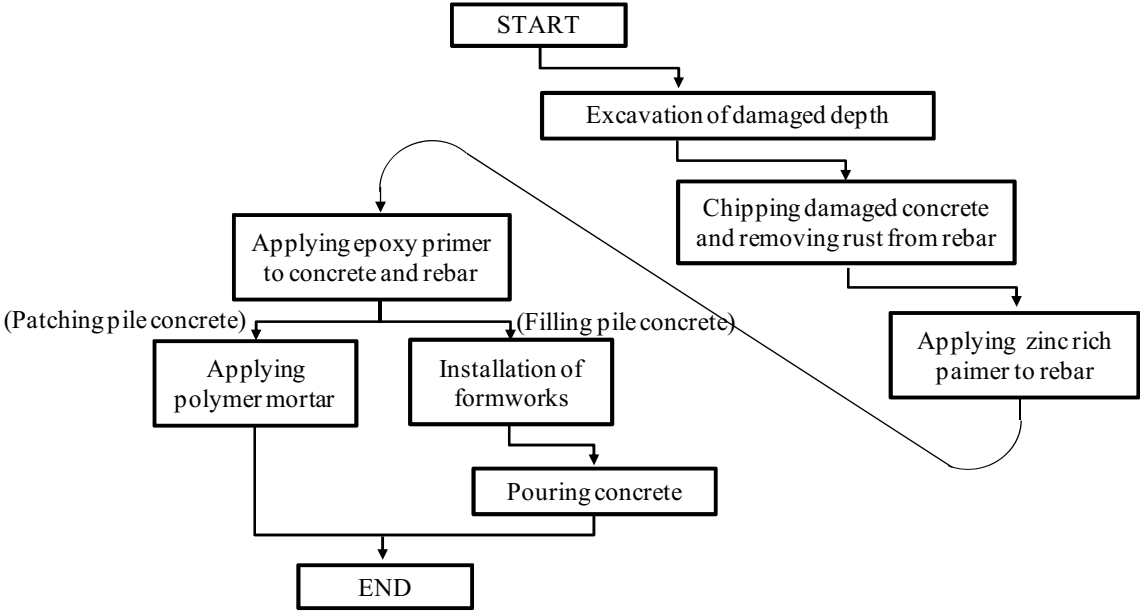 START
Excavation of damaged depth
Chipping damaged concrete
and removing rust from rebar
Applying zinc rich
paimer to rebar
Applying epoxy primer
to concrete and rebar
(Patching pile concrete)
(Filling pile concrete)
Applying
polymer mortar
Installation of
formworks
Pouring concrete
END